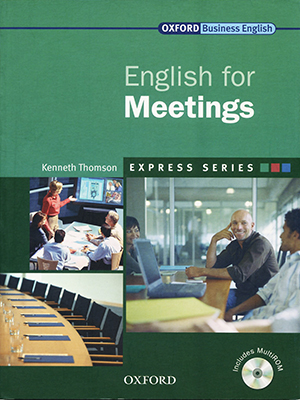 OXFORD Business English
English for
Meetings
Kenneth Thomson
EXPRESS SERIES
Includes MultiROM
OXFORD